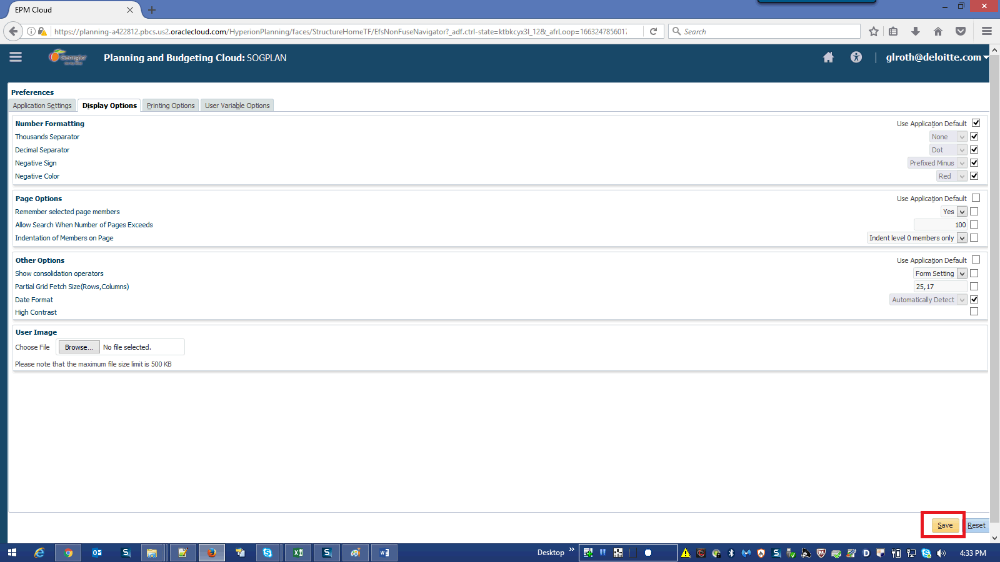 EPM Cloud
https://planning-a422812.pbcs.us2.oraclecloud.com/HyperionPlanning/faces/StructureHomeTF/EfsNonFuseNavigator?_adf.ctrl-state=ktbkcyx3l_12&_afrLoop=1663247856017
Search
Georgia
Planning and Budgeting Cloud: SOGPLAN
glroth@deloitte.com
Preferences
Application Settings Display Options Printing Options User Variable Options
Number Formatting Use Application Default
Thousands Separator None
Decimal Separator Dot
Negative Sign Prefixed Minus
Negative Color Red
Page Options Use Application Default
Remember selected page members Yes
Allow Search When Number of Pages Exceeds 100
Indentation of Members on Page Indent level 0 members only
Other Options Use Application Default
Show consolidation operators Form Setting
Partial Grid Fetch Size(Rows,Columns) 25,17
Date Format Automatically Detect
High Contrast
User Image
Choose File Browse... No file selected.
Please note that the maximum file size limit is 500 KB
Save Reset
Desktop
4:33 PM